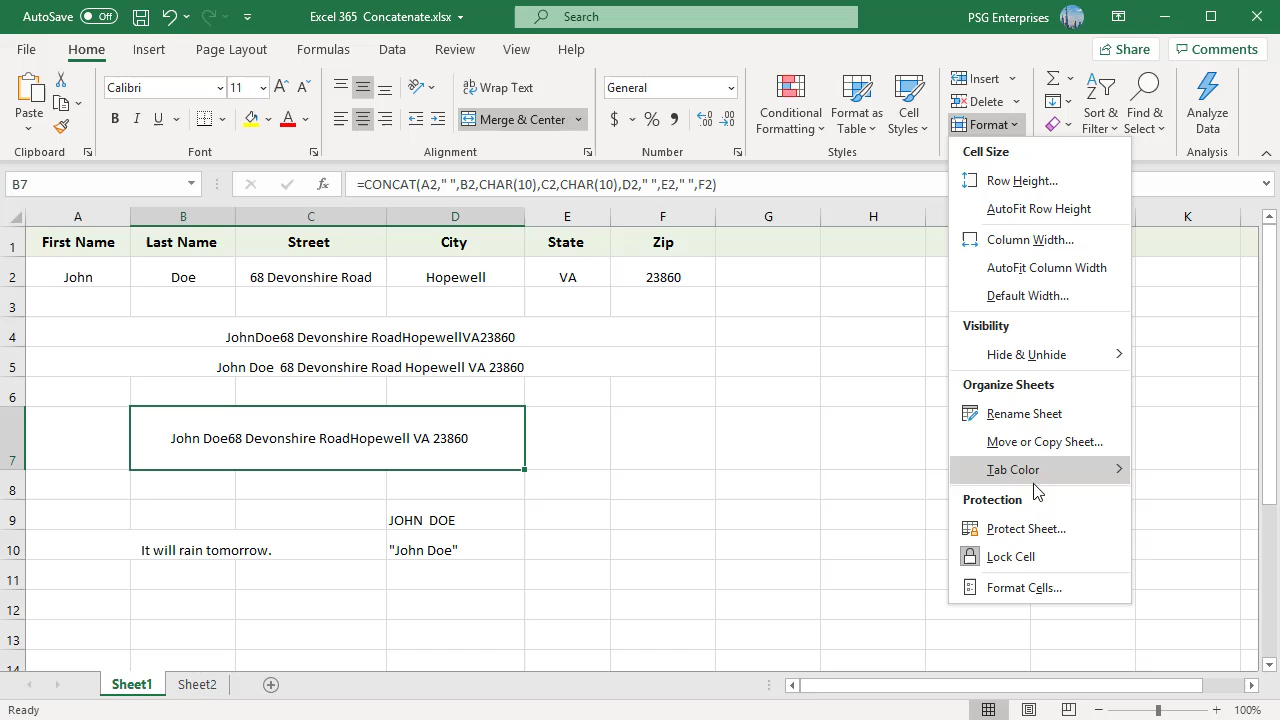 AutoSave Off Excel 365 Concatenate.xlsx Search PSG Enterprises
File Home Insert Page Layout Formulas Data Review View Help Share Comments
Calibri 11 Wrap Text General Insert
Paste B I U A Merge & Center $ % Conditional Formatting Format as Table Cell Styles Delete Sort & Filter Find & Select Analyze Data
Format
Clipboard Font Alignment Number Styles Analysis
B7 fx =CONCAT(A2," ",B2,CHAR(10),C2,CHAR(10),D2," ",E2," ",F2)
A B C D E F G H K
1 First Name Last Name Street City State Zip
2 John Doe 68 Devonshire Road Hopewell VA 23860
3
4 JohnDoe68 Devonshire RoadHopewellVA23860
5 John Doe  68 Devonshire Road Hopewell VA 23860
6
7 John Doe68 Devonshire RoadHopewell VA 23860
8
9 JOHN  DOE
10 It will rain tomorrow. "John Doe"
11
12
13
14
Cell Size
Row Height...
AutoFit Row Height
Column Width...
AutoFit Column Width
Default Width...
Visibility
Hide & Unhide
Organize Sheets
Rename Sheet
Move or Copy Sheet...
Tab Color
Protection
Protect Sheet...
Lock Cell
Format Cells...
Sheet1 Sheet2
Ready 100%